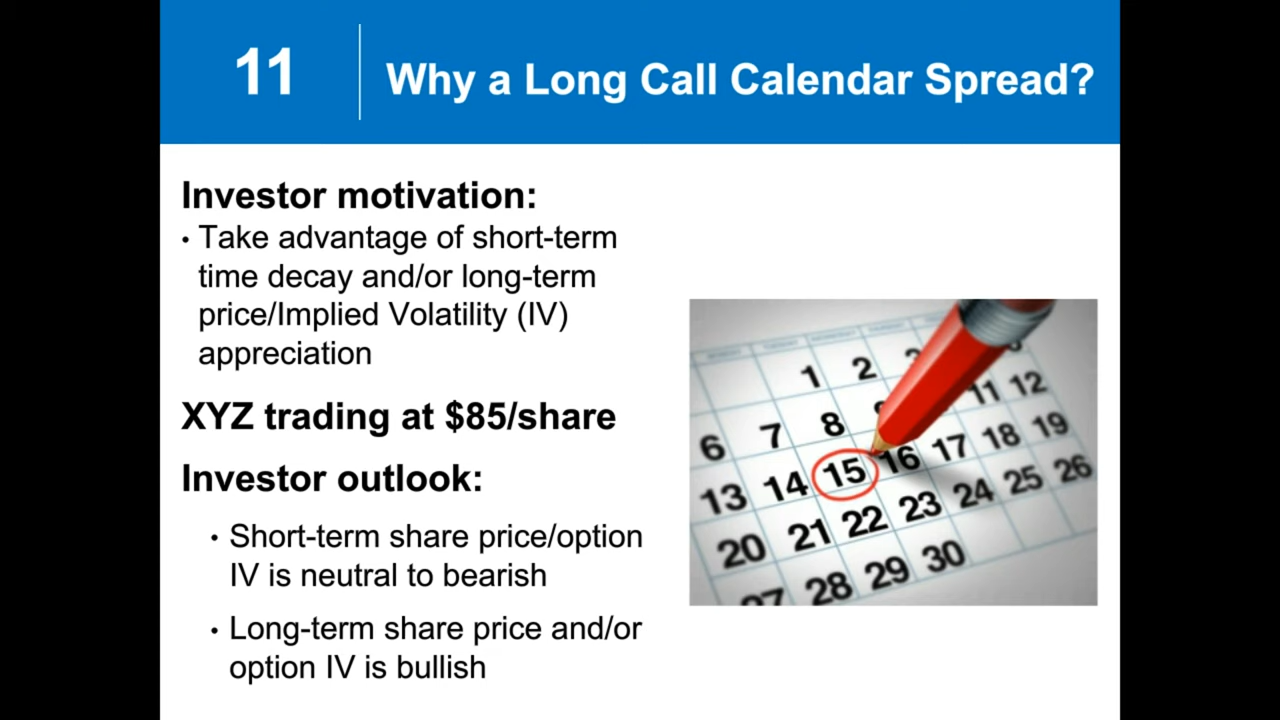 11
Why a Long Call Calendar Spread?
Investor motivation:
• Take advantage of short-term
time decay and/or long-term
price/Implied Volatility (IV)
appreciation
XYZ trading at $85/share
Investor outlook:
• Short-term share price/option
IV is neutral to bearish
• Long-term share price and/or
option IV is bullish
1 2
6 7 8 11 12
13 14 15 16 17 18 19
20 21 22 23 24 25 26
27 28 29 30